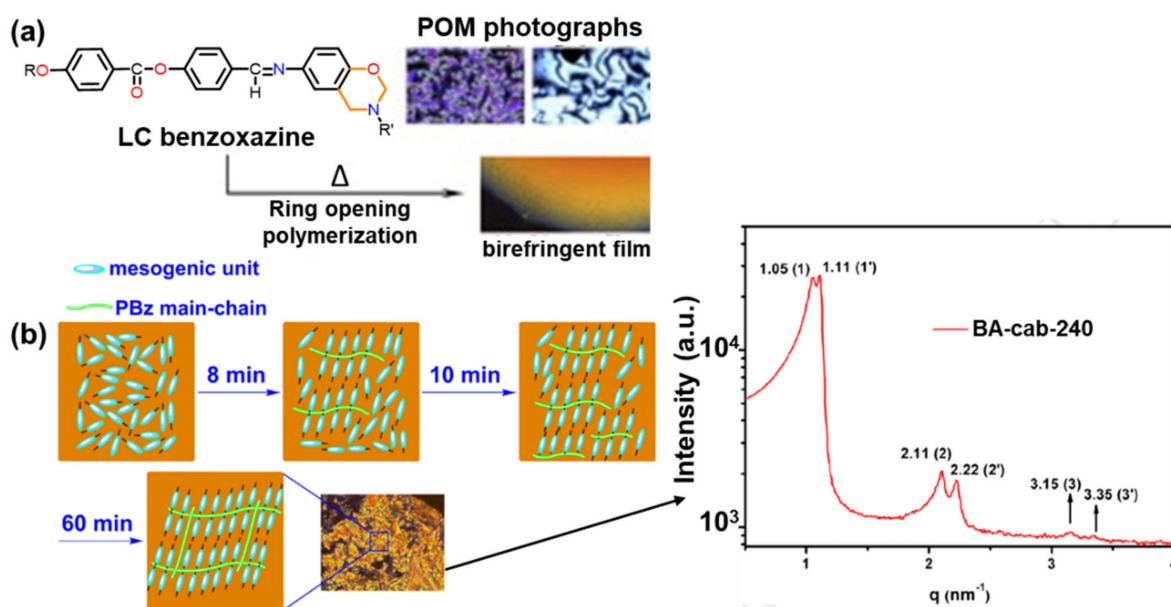 (a)
POM photographs
R
O
C
O
O
C
H
N
O
N
R'
LC benzoxazine
Δ
Ring opening
polymerization
birefringent film
mesogenic unit
PBz main-chain
(b)
8 min
10 min
60 min
Intensity (a.u.)
10⁴
10³
1.05 (1)
1.11 (1')
BA-cab-240
2.11 (2)
2.22 (2')
3.15 (3)
3.35 (3')
1
2
3
4
q (nm⁻¹)